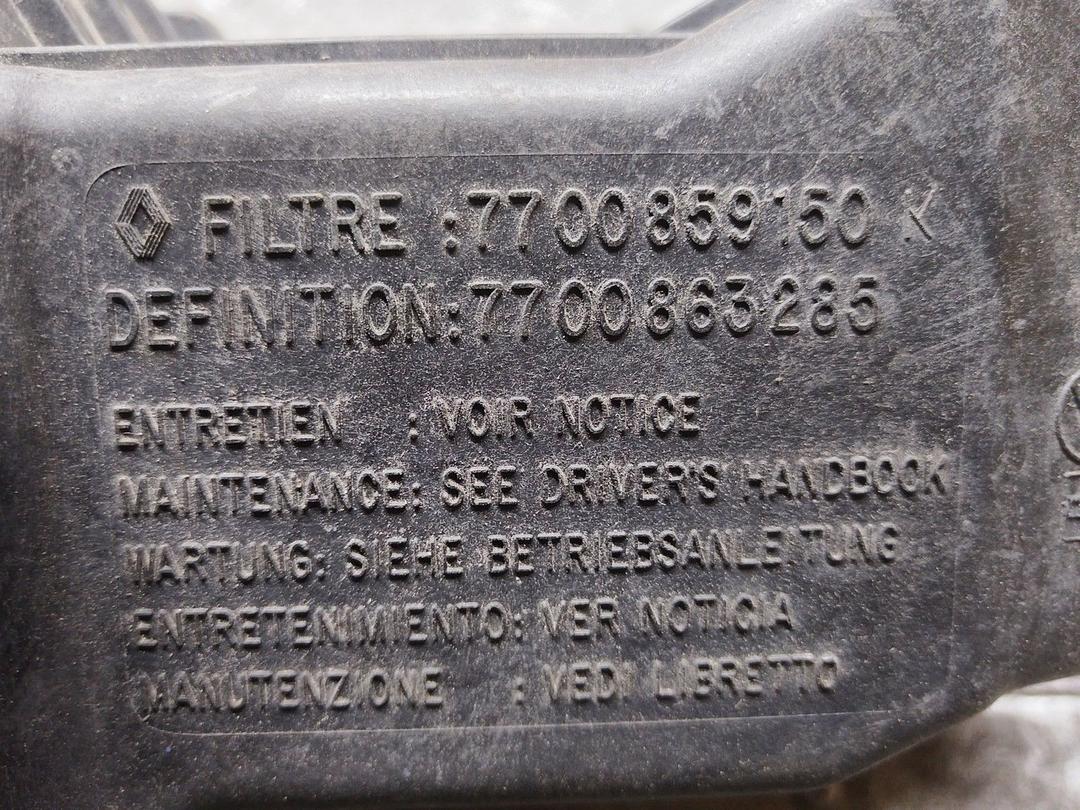 FILTRE :7700859150 K
DEFINITION:7700863285
ENTRETIEN : VOIR NOTICE
MAINTENANCE: SEE DRIVER'S HANDBOOK
WARTUNG: SIEHE BETRIEBSANLEITUNG
ENTRETENIMIENTO: VER NOTICIA
MANUTENZIONE : VEDI LIBRETTO